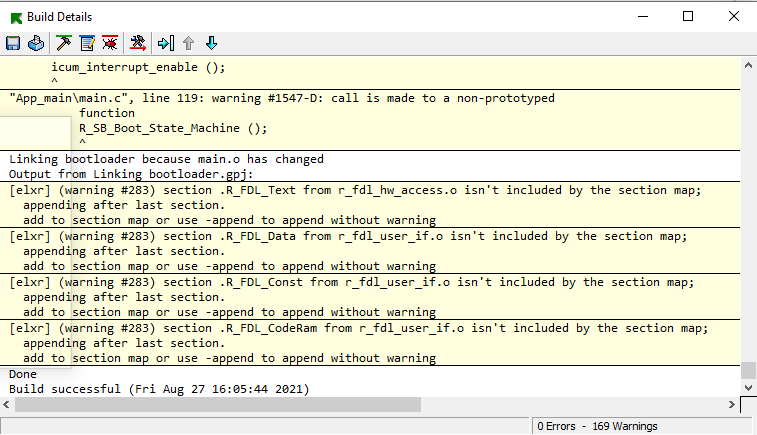 Build Details
icum_interrupt_enable ();
^
"App_main\main.c", line 119: warning #1547-D: call is made to a non-prototyped
function
R_SB_Boot_State_Machine ();
^
Linking bootloader because main.o has changed
Output from Linking bootloader.gpj:
[elxr] (warning #283) section .R_FDL_Text from r_fdl_hw_access.o isn't included by the section map;
appending after last section.
add to section map or use -append to append without warning
[elxr] (warning #283) section .R_FDL_Data from r_fdl_user_if.o isn't included by the section map;
appending after last section.
add to section map or use -append to append without warning
[elxr] (warning #283) section .R_FDL_Const from r_fdl_user_if.o isn't included by the section map;
appending after last section.
add to section map or use -append to append without warning
[elxr] (warning #283) section .R_FDL_CodeRam from r_fdl_user_if.o isn't included by the section map;
appending after last section.
add to section map or use -append to append without warning
Done
Build successful (Fri Aug 27 16:05:44 2021)
0 Errors - 169 Warnings